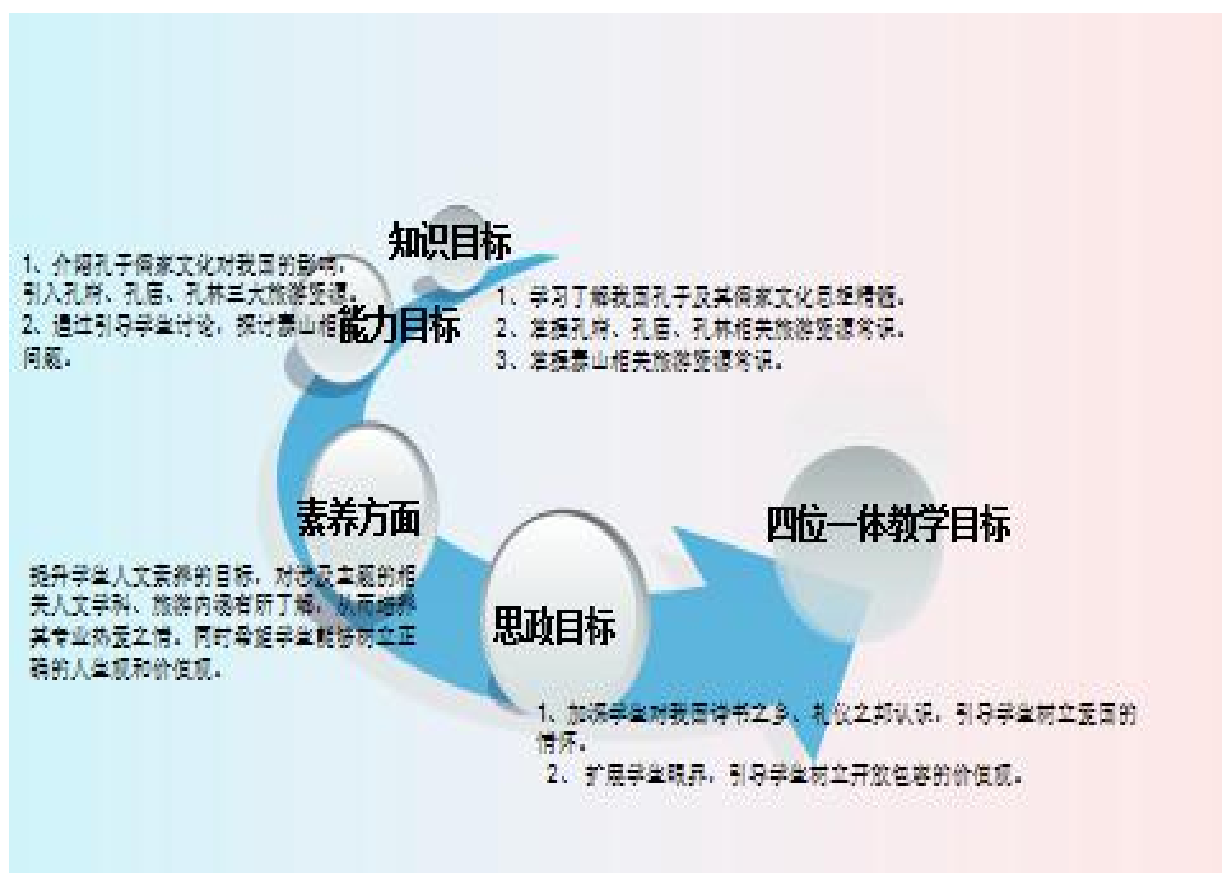 知识目标
1、学习了解我国孔子及其儒家文化思想精髓。
2、掌握孔府、孔庙、孔林相关旅游资源常识。
3、掌握泰山相关旅游资源常识。
能力目标
1、介绍孔子儒家文化对我国的影响，
引入孔府、孔庙、孔林三大旅游资源。
2、通过引导学生讨论，探讨泰山相
问题。
素养方面
提升学生人文素养的目标，对涉及主题的相
关人文学科、旅游内涵有所了解，从而培养
其专业热爱之情，同时希望学生能够树立正
确的人生观和价值观。
思政目标
1、加深学生对我国诗书之乡、礼仪之邦认识，引导学生树立爱国的
情怀。
2、扩展学生眼界，引导学生树立开放包容的价值观。
四位一体教学目标